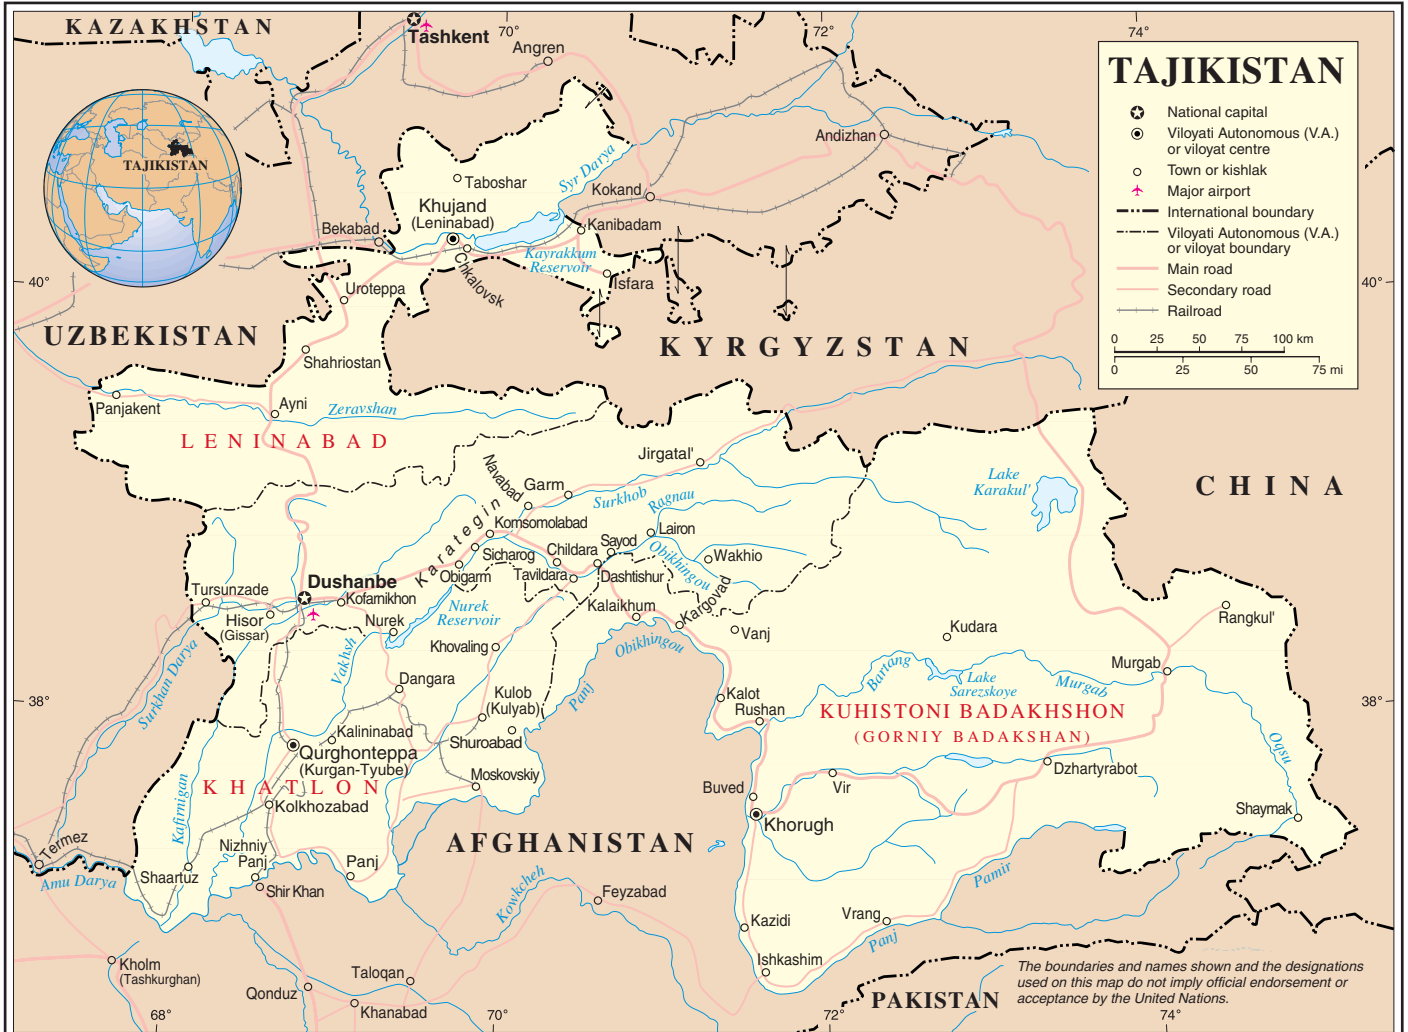 KAZAKHSTAN
70°
72°
74°
Tashkent
Angren
TAJIKISTAN
National capital
Viloyati Autonomous (V.A.)
or viloyat centre
Town or kishlak
Major airport
International boundary
Viloyati Autonomous (V.A.)
or viloyat boundary
Main road
Secondary road
Railroad
0 25 50 75 100 km
0 25 50 75 mi
TAJIKISTAN
Andizhan
Taboshar
Syr Darya
Kokand
Khujand
(Leninabad)
Bekabad
Kanibadam
Kayrakkum
Reservoir
Chkalovsk
Isfara
40°
40°
Uroteppa
UZBEKISTAN
KYRGYZSTAN
Shahriostan
Panjakent
Ayni
Zeravshan
LENINABAD
Jirgatal'
Navabad
Garm
Surkhob
Ragnau
Lake
Karakul'
CHINA
Karategin
Komsomolabad
Lairon
Sayod
Sicharog
Childara
Obikhingou
Wakhio
Obigarm
Tavildara
Dashtishur
Tursunzade
Dushanbe
Kofarnikhon
Nurek
Reservoir
Kalaikhum
Kargovad
Rangkul'
Hisor
(Gissar)
Nurek
Vanj
Kudara
Khovaling
Obikhingou
Surkhan Darya
Vakhsh
Murgab
Dangara
Bartang
Lake
Sarezskoye
Murgab
Kulob
(Kulyab)
Panj
Kalot
Rushan
38°
38°
KUHISTONI BADAKHSHON
(GORNIY BADAKSHAN)
Kalininabad
Shuroabad
Qurghonteppa
(Kurgan-Tyube)
Oqsu
Moskovskiy
Dzhartyrabot
KHATLON
Buved
Vir
Kolkhozabad
Kafirnigan
Khorugh
Shaymak
Termez
AFGHANISTAN
Nizhniy
Panj
Panj
Shaartuz
Amu Darya
Shir Khan
Kowkcheh
Feyzabad
Pamir
Kazidi
Vrang
Panj
Kholm
(Tashkurghan)
Taloqan
Ishkashim
Qonduz
Khanabad
PAKISTAN
The boundaries and names shown and the designations
used on this map do not imply official endorsement or
acceptance by the United Nations.
68°
70°
72°
74°